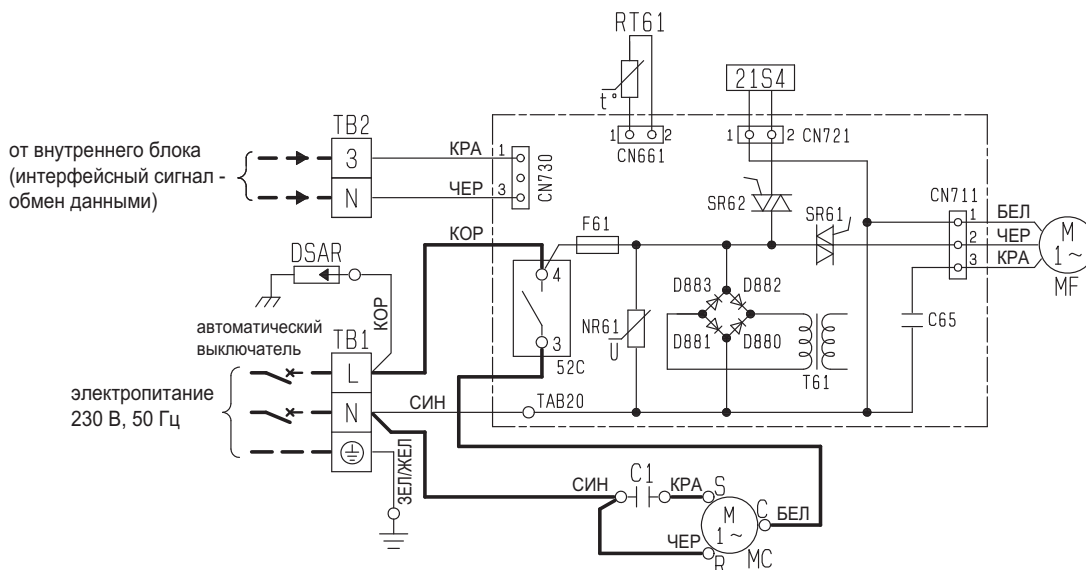 RT61
t°
1
2
CN661
21S4
1
2
CN721
от внутреннего блока
(интерфейсный сигнал -
обмен данными)
TB2
3
N
КРА
ЧЕР
1
3
CN730
SR62
SR61
CN711
1
2
3
БЕЛ
ЧЕР
КРА
M
1~
MF
КОР
F61
DSAR
КОР
4
3
52C
NR61
U
D883
D882
D881
D880
T61
C65
автоматический
выключатель
TB1
L
N
электропитание
230 В, 50 Гц
СИН
TAB20
ЗЕЛ/ЖЕЛ
СИН
C1
КРА
S
M
1~
C
БЕЛ
ЧЕР
R
MC